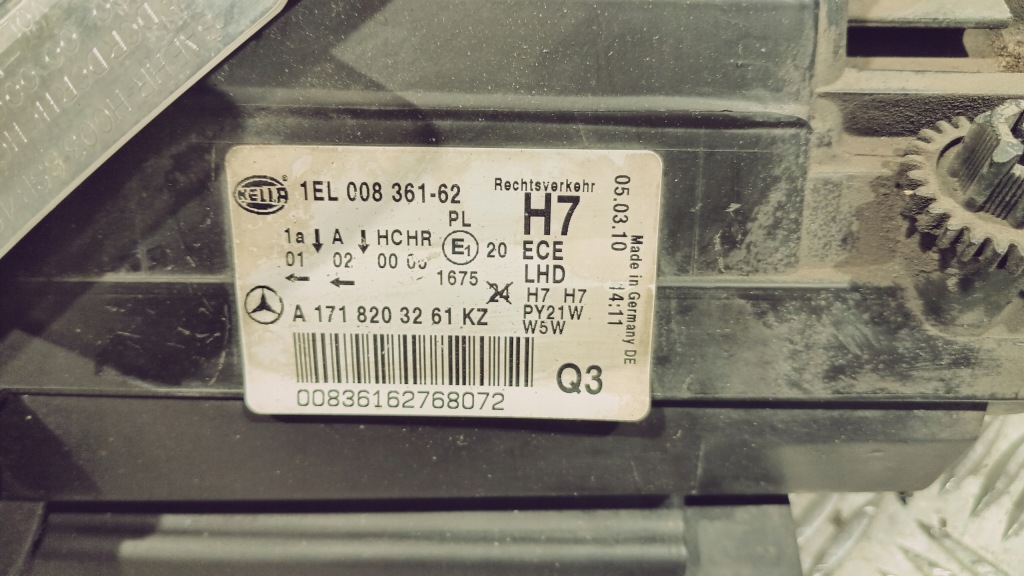 HELLA
1EL 008 361-62
Rechtsverkehr
PL
H7
1a A HCHR E1 20 ECE
01 02 00 00
LHD
1675
24 H7 H7
A 171 820 32 61 KZ
PY21W
W5W
Q3
00836162768072
05.03.10 14:11
Made in Germany DE